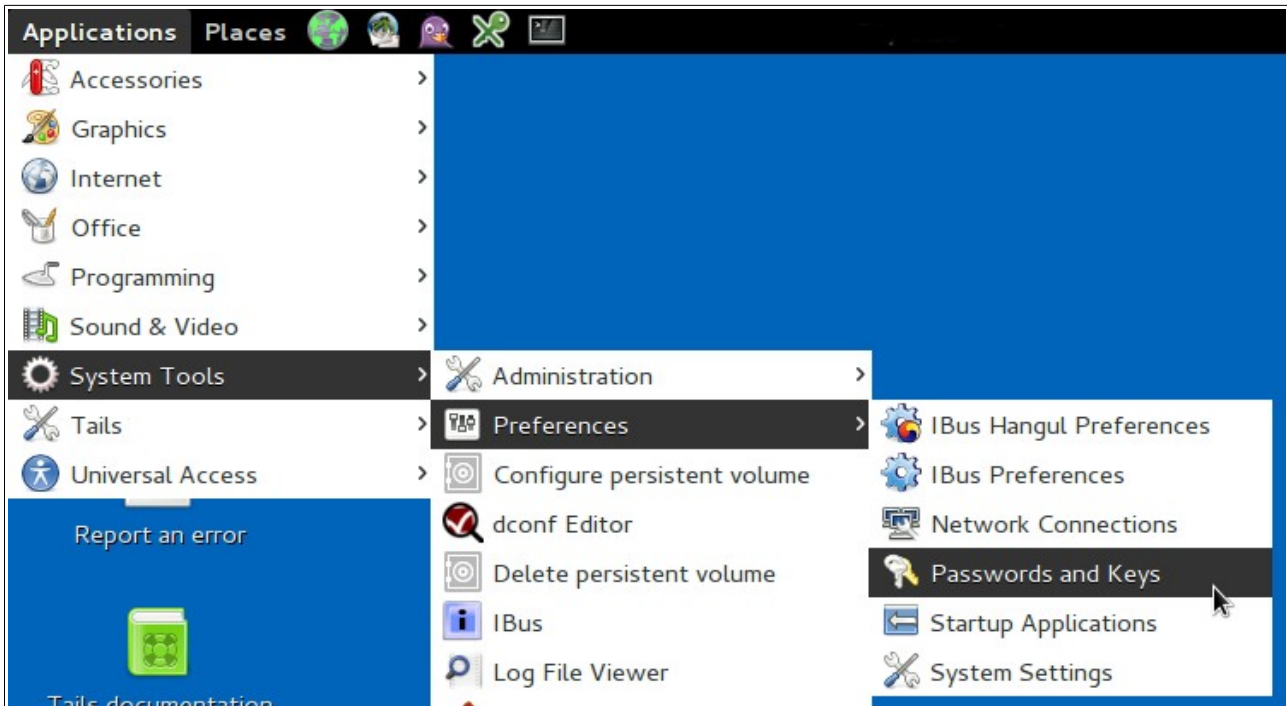 Applications Places
Accessories
Graphics
Internet
Office
Programming
Sound & Video
System Tools
Tails
Universal Access
Report an error
Tails documentation
Administration
Preferences
Configure persistent volume
dconf Editor
Delete persistent volume
IBus
Log File Viewer
IBus Hangul Preferences
IBus Preferences
Network Connections
Passwords and Keys
Startup Applications
System Settings